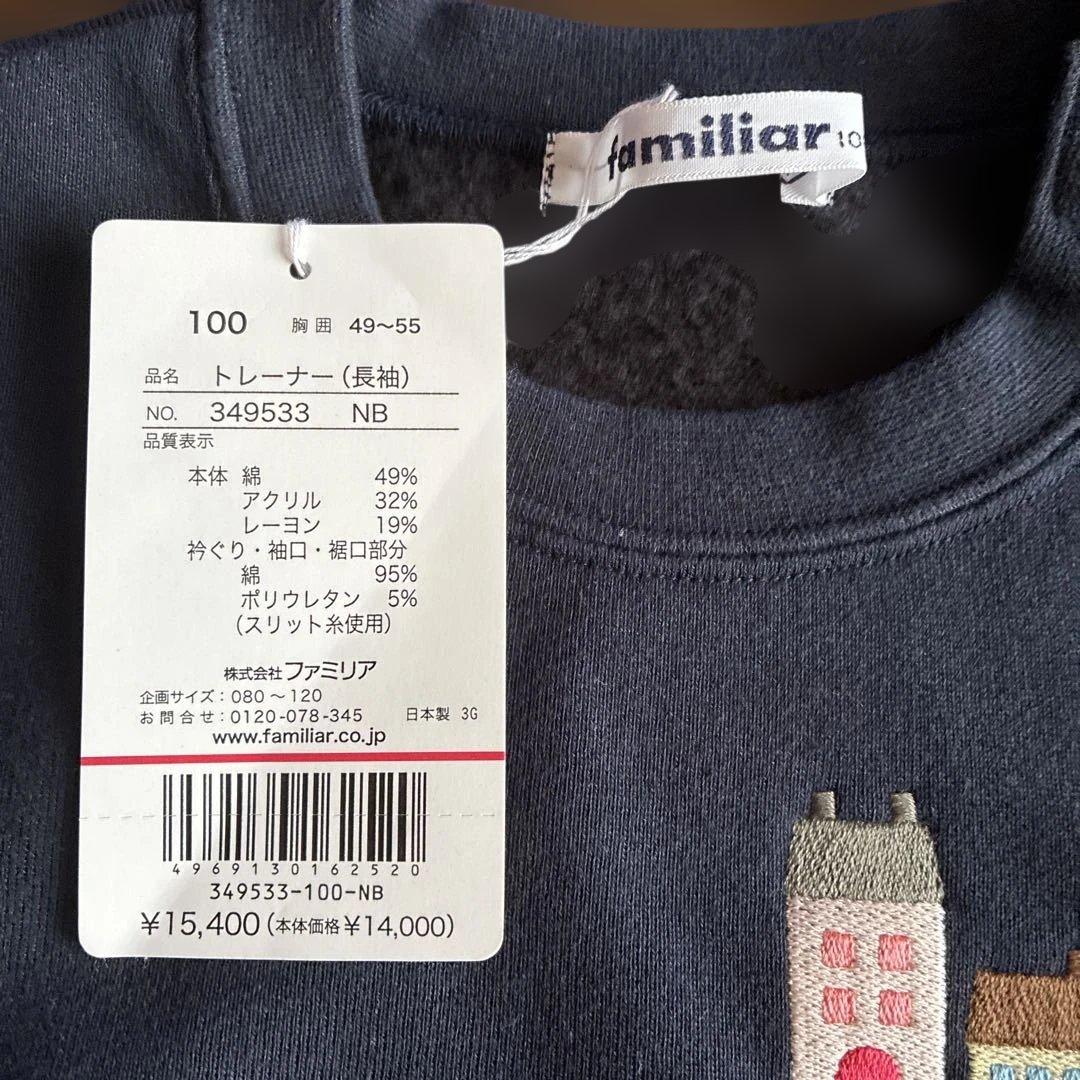 familiar 10
100 胸囲 49〜55
品名 トレーナー(長袖)
NO. 349533 NB
品質表示
本体 綿 49%
アクリル 32%
レーヨン 19%
衿ぐり・袖口・裾口部分
綿 95%
ポリウレタン 5%
(スリット糸使用)
株式会社ファミリア
企画サイズ:080〜120
お問合せ:0120-078-345 日本製 3G
www.familiar.co.jp
4969130162520
349533-100-NB
¥15,400(本体価格¥14,000)